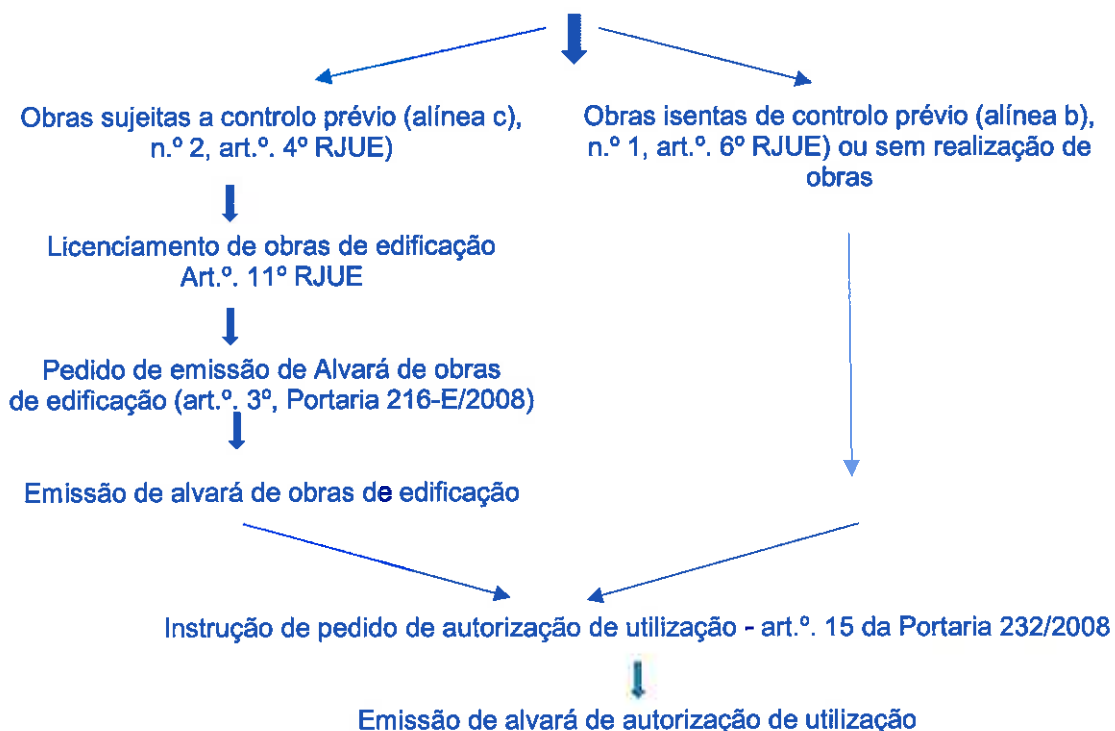 Obras sujeitas a controlo prévio (alínea c),
n.º 2, art.º. 4º RJUE)
Obras isentas de controlo prévio (alínea b),
n.º 1, art.º. 6º RJUE) ou sem realização de
obras
Licenciamento de obras de edificação
Art.º. 11º RJUE
Pedido de emissão de Alvará de obras
de edificação (art.º. 3º, Portaria 216-E/2008)
Emissão de alvará de obras de edificação
Instrução de pedido de autorização de utilização - art.º. 15 da Portaria 232/2008
Emissão de alvará de autorização de utilização